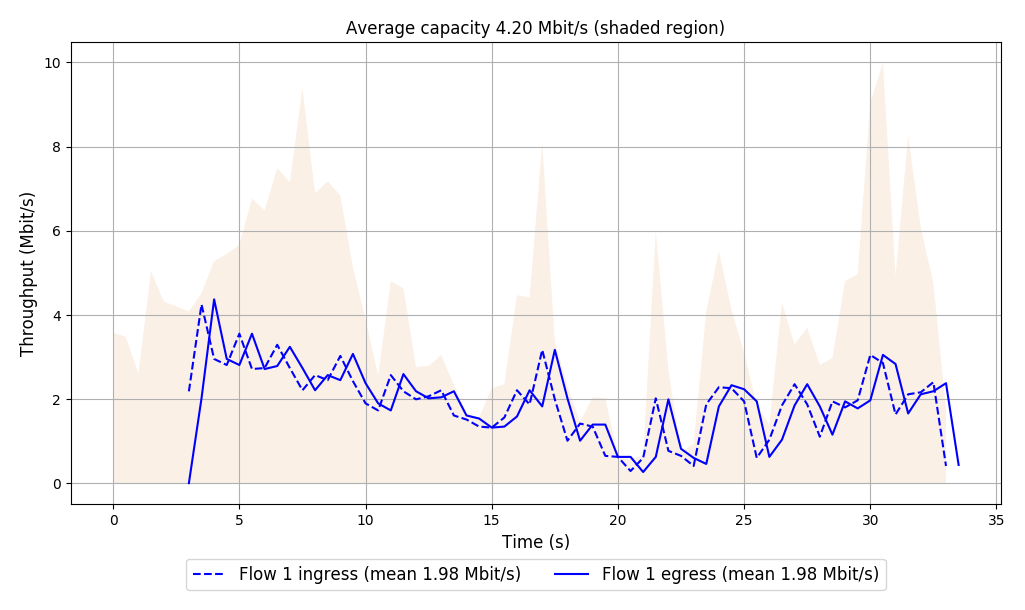 Average capacity 4.20 Mbit/s (shaded region)
10
8
6
4
2
0
Throughput (Mbit/s)
0 5 10 15 20 25 30 35
Time (s)
Flow 1 ingress (mean 1.98 Mbit/s) Flow 1 egress (mean 1.98 Mbit/s)